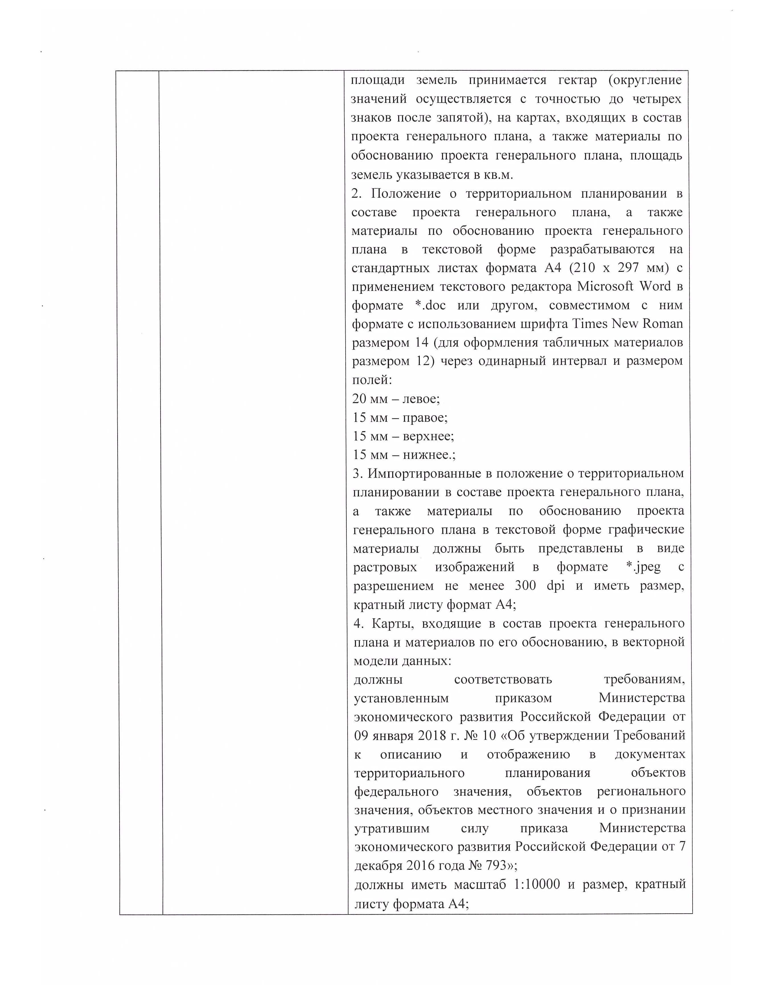 площади земель принимается гектар (округление
значений осуществляется с точностью до четырех
знаков после запятой), на картах, входящих в состав
проекта генерального плана, а также материалы по
обоснованию проекта генерального плана, площадь
земель указывается в кв.м.
2. Положение о территориальном планировании в
составе проекта генерального плана, а также
материалы по обоснованию проекта генерального
плана в текстовой форме разрабатываются на
стандартных листах формата А4 (210 х 297 мм) с
применением текстового редактора Microsoft Word в
формате *.doc или другом, совместимом с ним
формате с использованием шрифта Times New Roman
размером 14 (для оформления табличных материалов
размером 12) через одинарный интервал и размером
полей:
20 мм – левое;
15 мм – правое;
15 мм – верхнее;
15 мм – нижнее.;
3. Импортированные в положение о территориальном
планировании в составе проекта генерального плана,
а также материалы по обоснованию проекта
генерального плана в текстовой форме графические
материалы должны быть представлены в виде
растровых изображений в формате *.jpeg с
разрешением не менее 300 dpi и иметь размер,
кратный листу формат А4;
4. Карты, входящие в состав проекта генерального
плана и материалов по его обоснованию, в векторной
модели данных:
должны соответствовать требованиям,
установленным приказом Министерства
экономического развития Российской Федерации от
09 января 2018 г. № 10 «Об утверждении Требований
к описанию и отображению в документах
территориального планирования объектов
федерального значения, объектов регионального
значения, объектов местного значения и о признании
утратившим силу приказа Министерства
экономического развития Российской Федерации от 7
декабря 2016 года № 793»;
должны иметь масштаб 1:10000 и размер, кратный
листу формата А4;